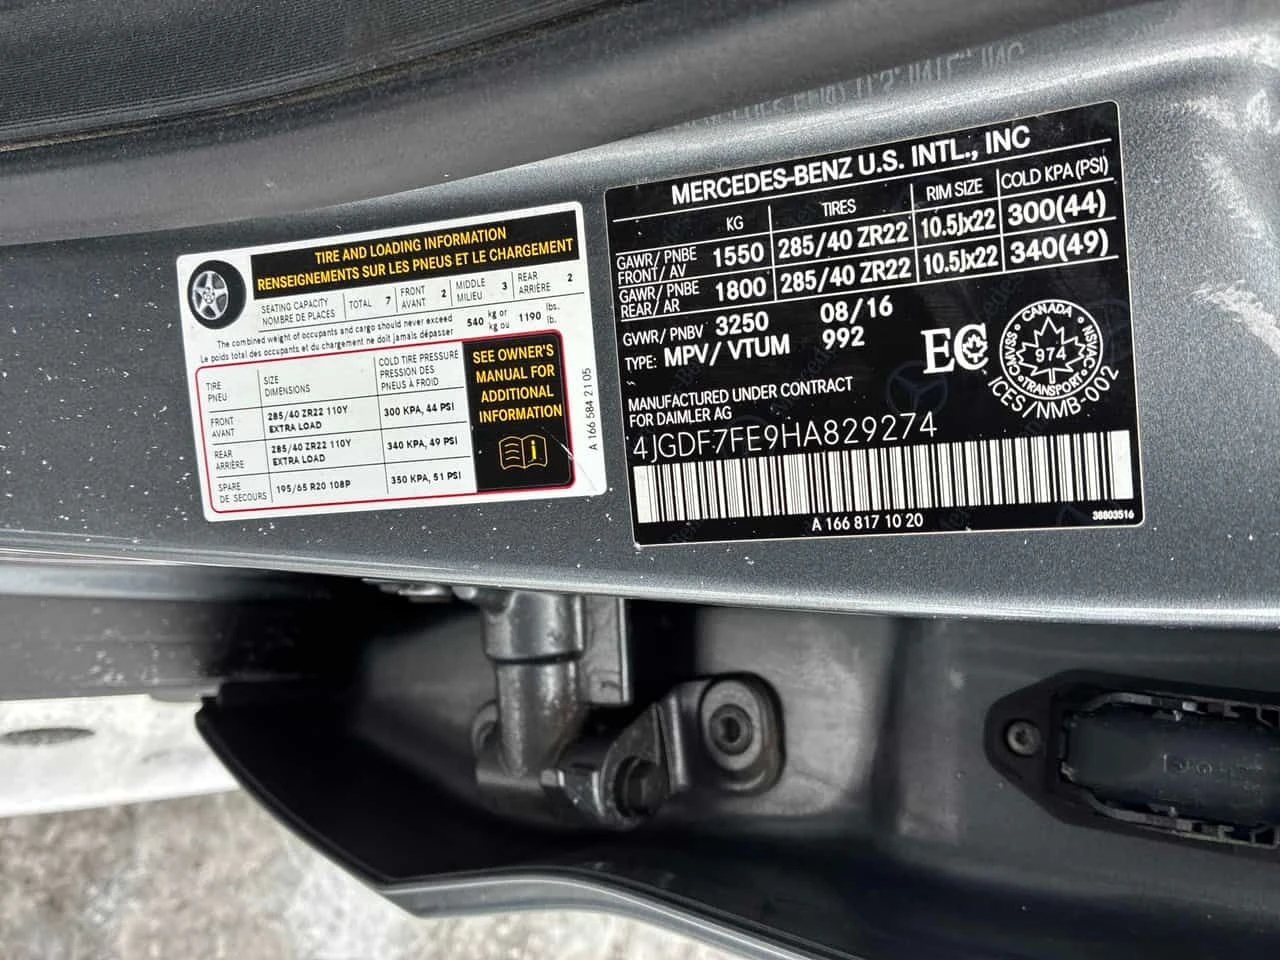 TIRE AND LOADING INFORMATION
RENSEIGNEMENTS SUR LES PNEUS ET LE CHARGEMENT
SEATING CAPACITY
NOMBRE DE PLACES
TOTAL 7
FRONT
AVANT 2
MIDDLE
MILIEU 3
REAR
ARRIÈRE 2
The combined weight of occupants and cargo should never exceed
Le poids total des occupants et du chargement ne doit jamais dépasser
540 kg or
kg ou
1190 lbs.
lb.
TIRE
PNEU
SIZE
DIMENSIONS
COLD TIRE PRESSURE
PRESSION DES
PNEUS À FROID
FRONT
AVANT
285/40 ZR22 110Y
EXTRA LOAD
300 KPA, 44 PSI
REAR
ARRIÈRE
285/40 ZR22 110Y
EXTRA LOAD
340 KPA, 49 PSI
SPARE
DE SECOURS
195/65 R20 108P
350 KPA, 51 PSI
SEE OWNER'S
MANUAL FOR
ADDITIONAL
INFORMATION
A 166 584 21 05
MERCEDES-BENZ U.S. INTL., INC
KG TIRES RIM SIZE COLD KPA(PSI)
GAWR/PNBE
FRONT/AV 1550 285/40 ZR22 10.5Jx22 300(44)
GAWR/PNBE
REAR/AR 1800 285/40 ZR22 10.5Jx22 340(49)
GVWR/PNBV 3250 08/16
TYPE: MPV/VTUM 992
EC
CANADA
974
TRANSPORT
CMVSS/NSVAC
ICES/NMB-002
MANUFACTURED UNDER CONTRACT
FOR DAIMLER AG
4JGDF7FE9HA829274
A 166 817 10 20
38803516